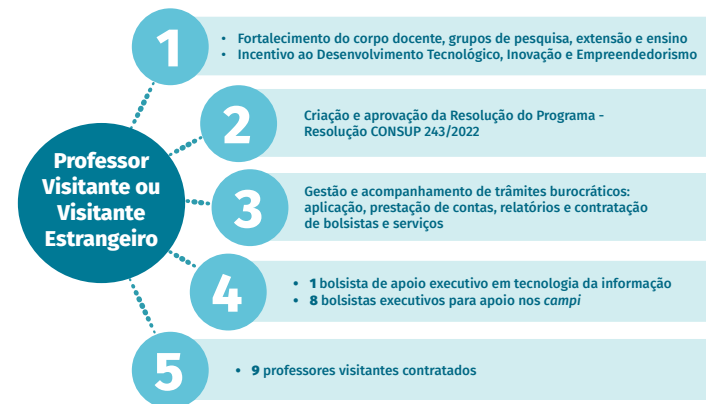 Professor
Visitante ou
Visitante
Estrangeiro
1
• Fortalecimento do corpo docente, grupos de pesquisa, extensão e ensino
• Incentivo ao Desenvolvimento Tecnológico, Inovação e Empreendedorismo
2
Criação e aprovação da Resolução do Programa -
Resolução CONSUP 243/2022
3
Gestão e acompanhamento de trâmites burocráticos:
aplicação, prestação de contas, relatórios e contratação
de bolsistas e serviços
4
• 1 bolsista de apoio executivo em tecnologia da informação
• 8 bolsistas executivos para apoio nos campi
5
• 9 professores visitantes contratados